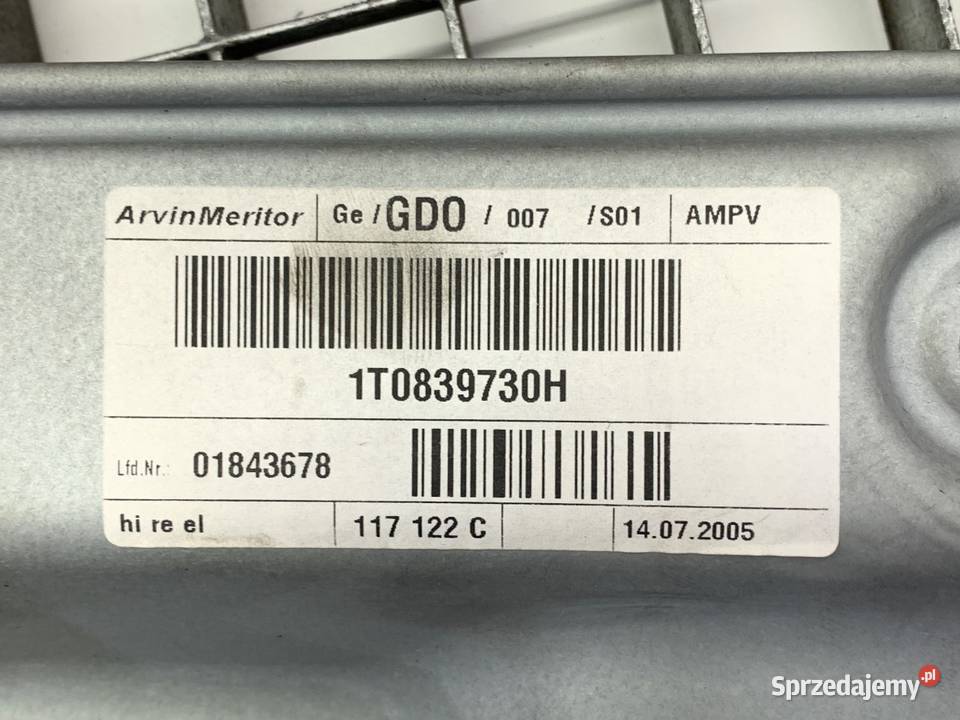 ArvinMeritor Ge / GDO / 007 / S01 AMPV
1T0839730H
Lfd.Nr.: 01843678
hi re el 117 122 C 14.07.2005
Sprzedajemy.pl